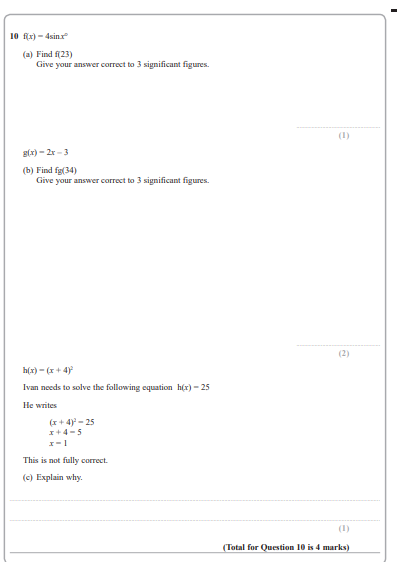 10 f(x) = 4sinx°
(a) Find f(23)
Give your answer correct to 3 significant figures.
(1)
g(x) = 2x – 3
(b) Find fg(34)
Give your answer correct to 3 significant figures.
(2)
h(x) = (x + 4)²
Ivan needs to solve the following equation h(x) = 25
He writes
(x + 4)² = 25
x + 4 = 5
x = 1
This is not fully correct.
(c) Explain why.
(1)
(Total for Question 10 is 4 marks)